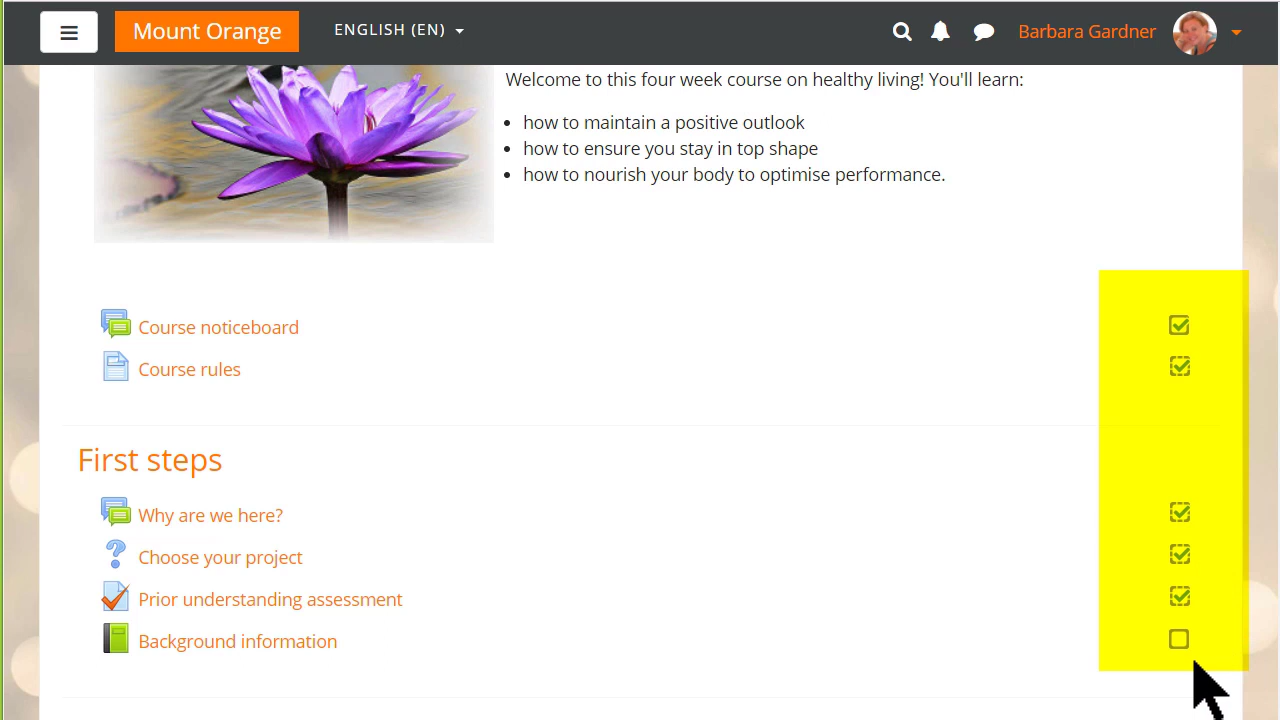 Mount Orange
ENGLISH (EN)
Barbara Gardner
Welcome to this four week course on healthy living! You'll learn:
how to maintain a positive outlook
how to ensure you stay in top shape
how to nourish your body to optimise performance.
Course noticeboard
Course rules
First steps
Why are we here?
Choose your project
Prior understanding assessment
Background information